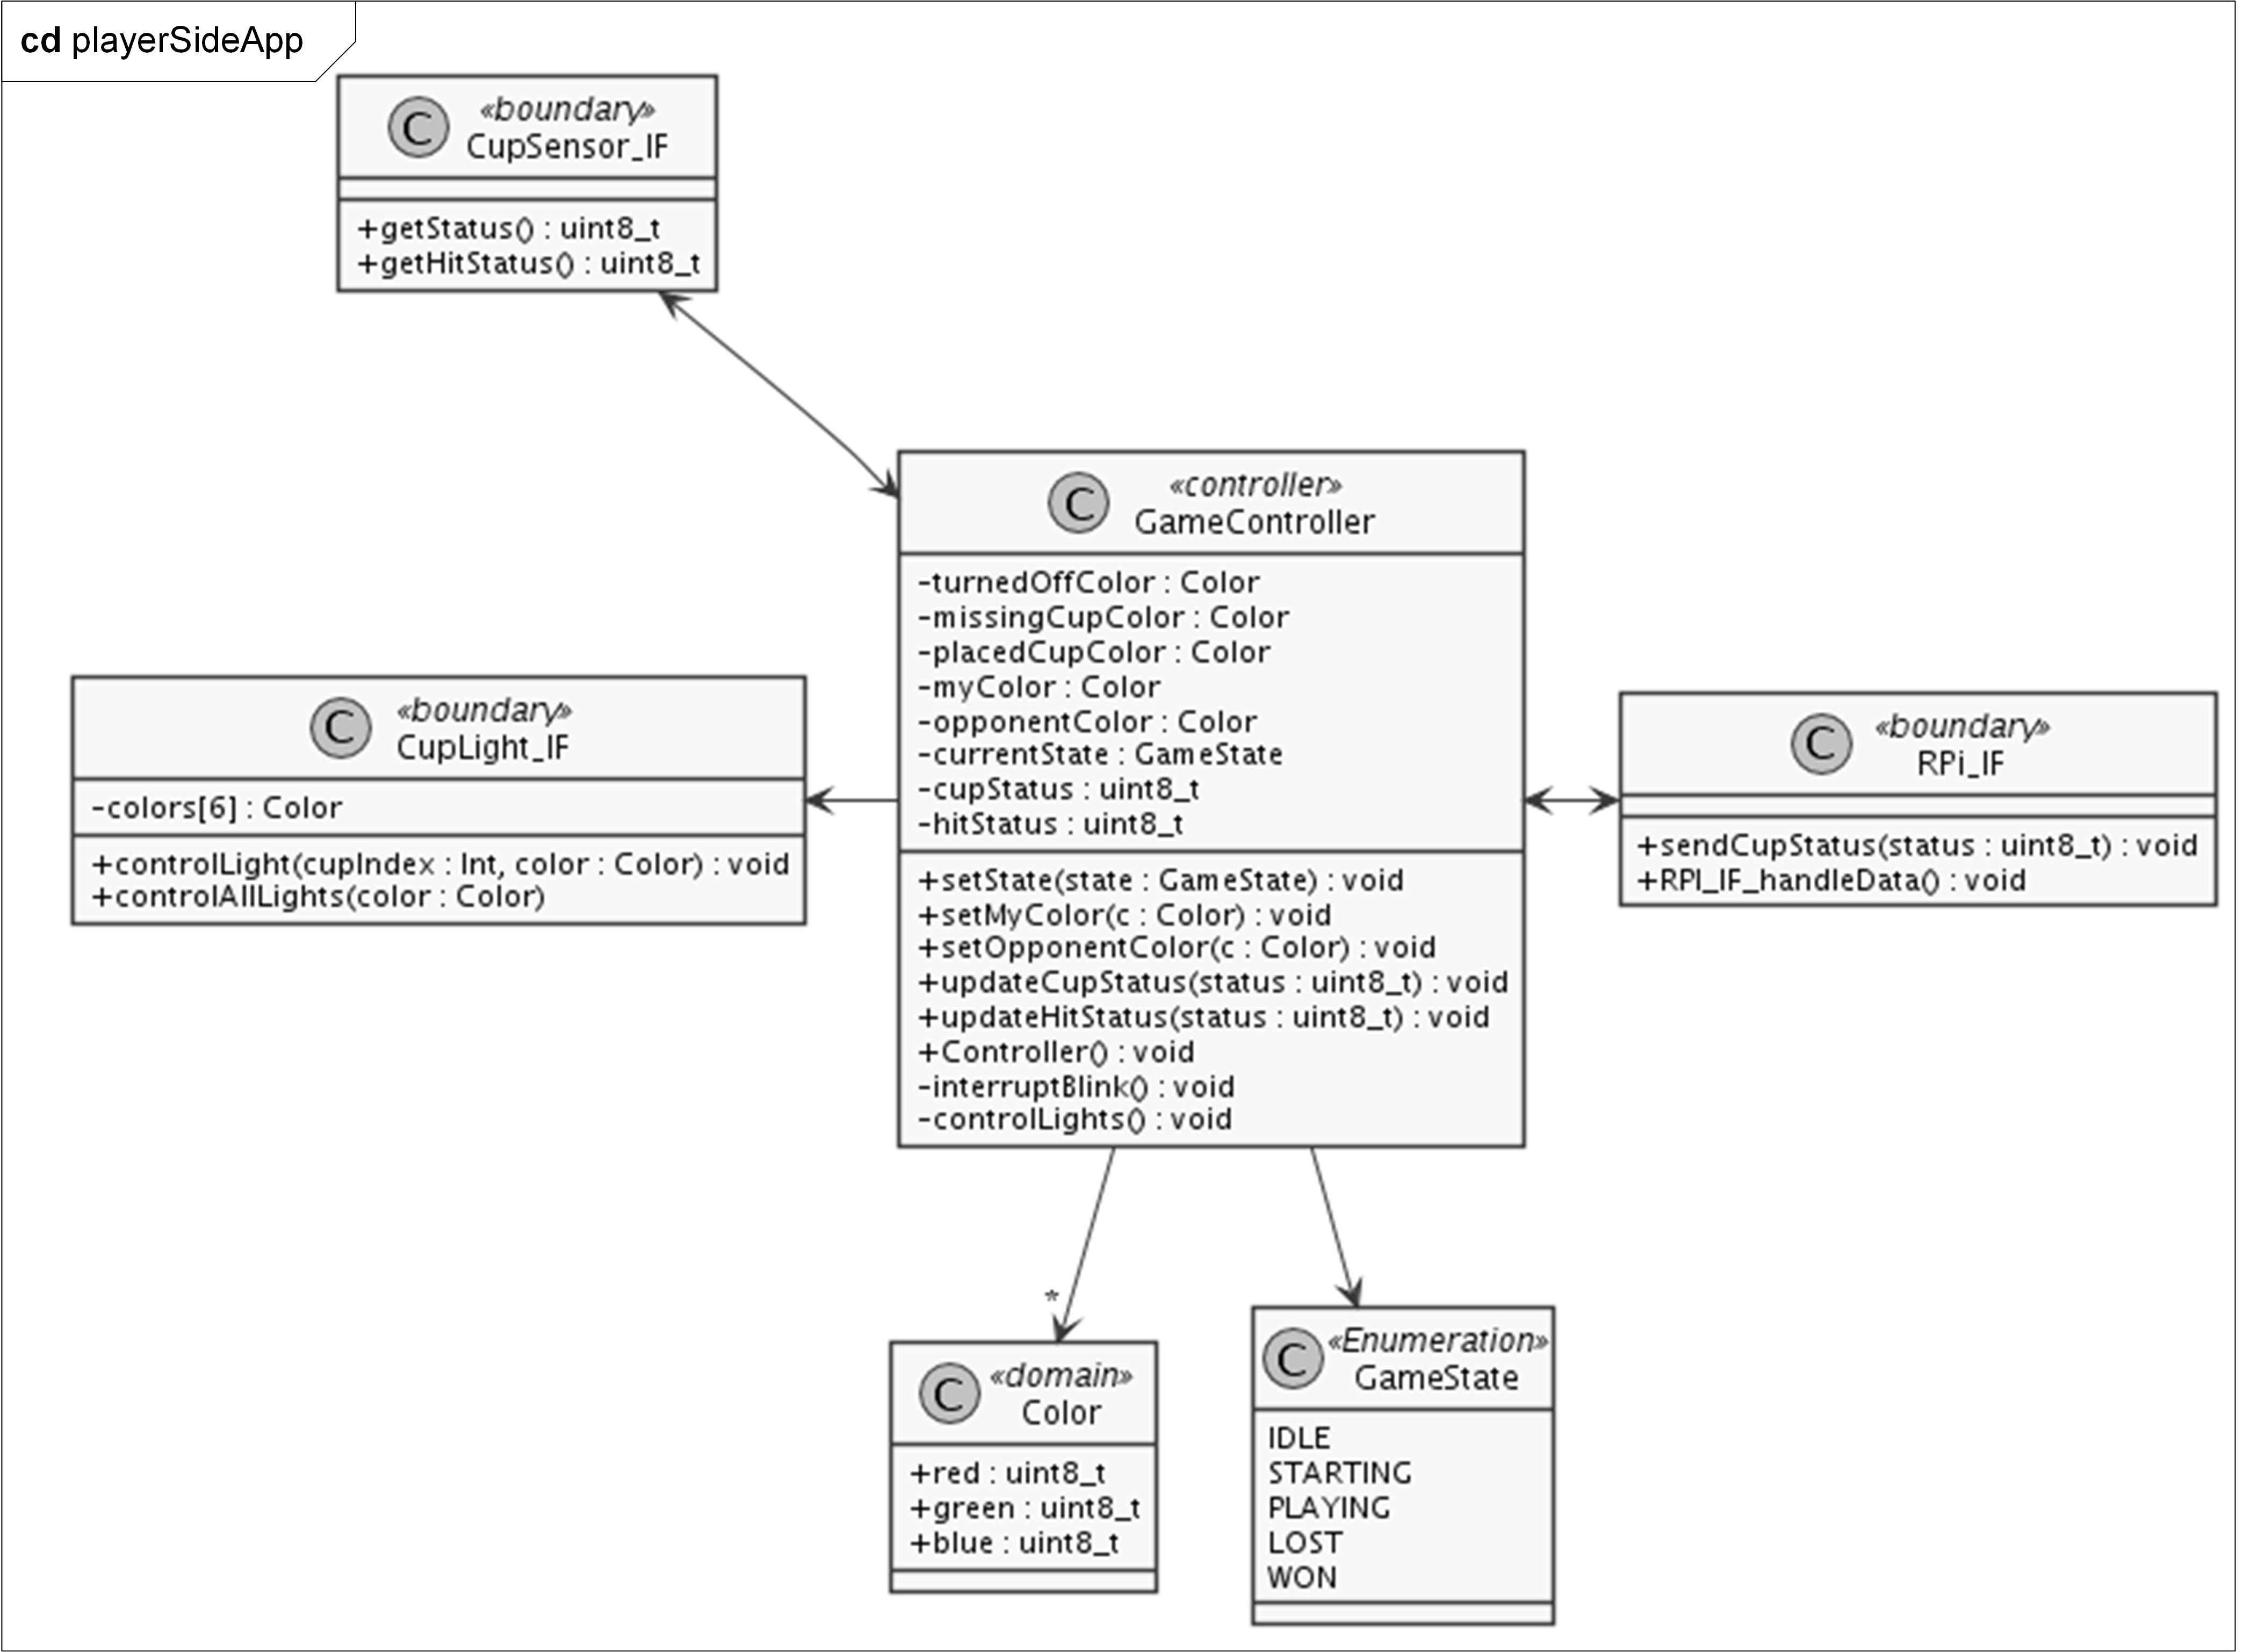 cd playerSideApp
C
«boundary»
CupSensor_IF
+getStatus() : uint8_t
+getHitStatus() : uint8_t
C
«controller»
GameController
-turnedOffColor : Color
-missingCupColor : Color
-placedCupColor : Color
-myColor : Color
-opponentColor : Color
-currentState : GameState
-cupStatus : uint8_t
-hitStatus : uint8_t
+setState(state : GameState) : void
+setMyColor(c : Color) : void
+setOpponentColor(c : Color) : void
+updateCupStatus(status : uint8_t) : void
+updateHitStatus(status : uint8_t) : void
+Controller() : void
-interruptBlink() : void
-controlLights() : void
C
«boundary»
CupLight_IF
-colors[6] : Color
+controlLight(cupIndex : Int, color : Color) : void
+controlAllLights(color : Color)
C
«boundary»
RPi_IF
+sendCupStatus(status : uint8_t) : void
+RPI_IF_handleData() : void
*
C
«domain»
Color
+red : uint8_t
+green : uint8_t
+blue : uint8_t
C
«Enumeration»
GameState
IDLE
STARTING
PLAYING
LOST
WON